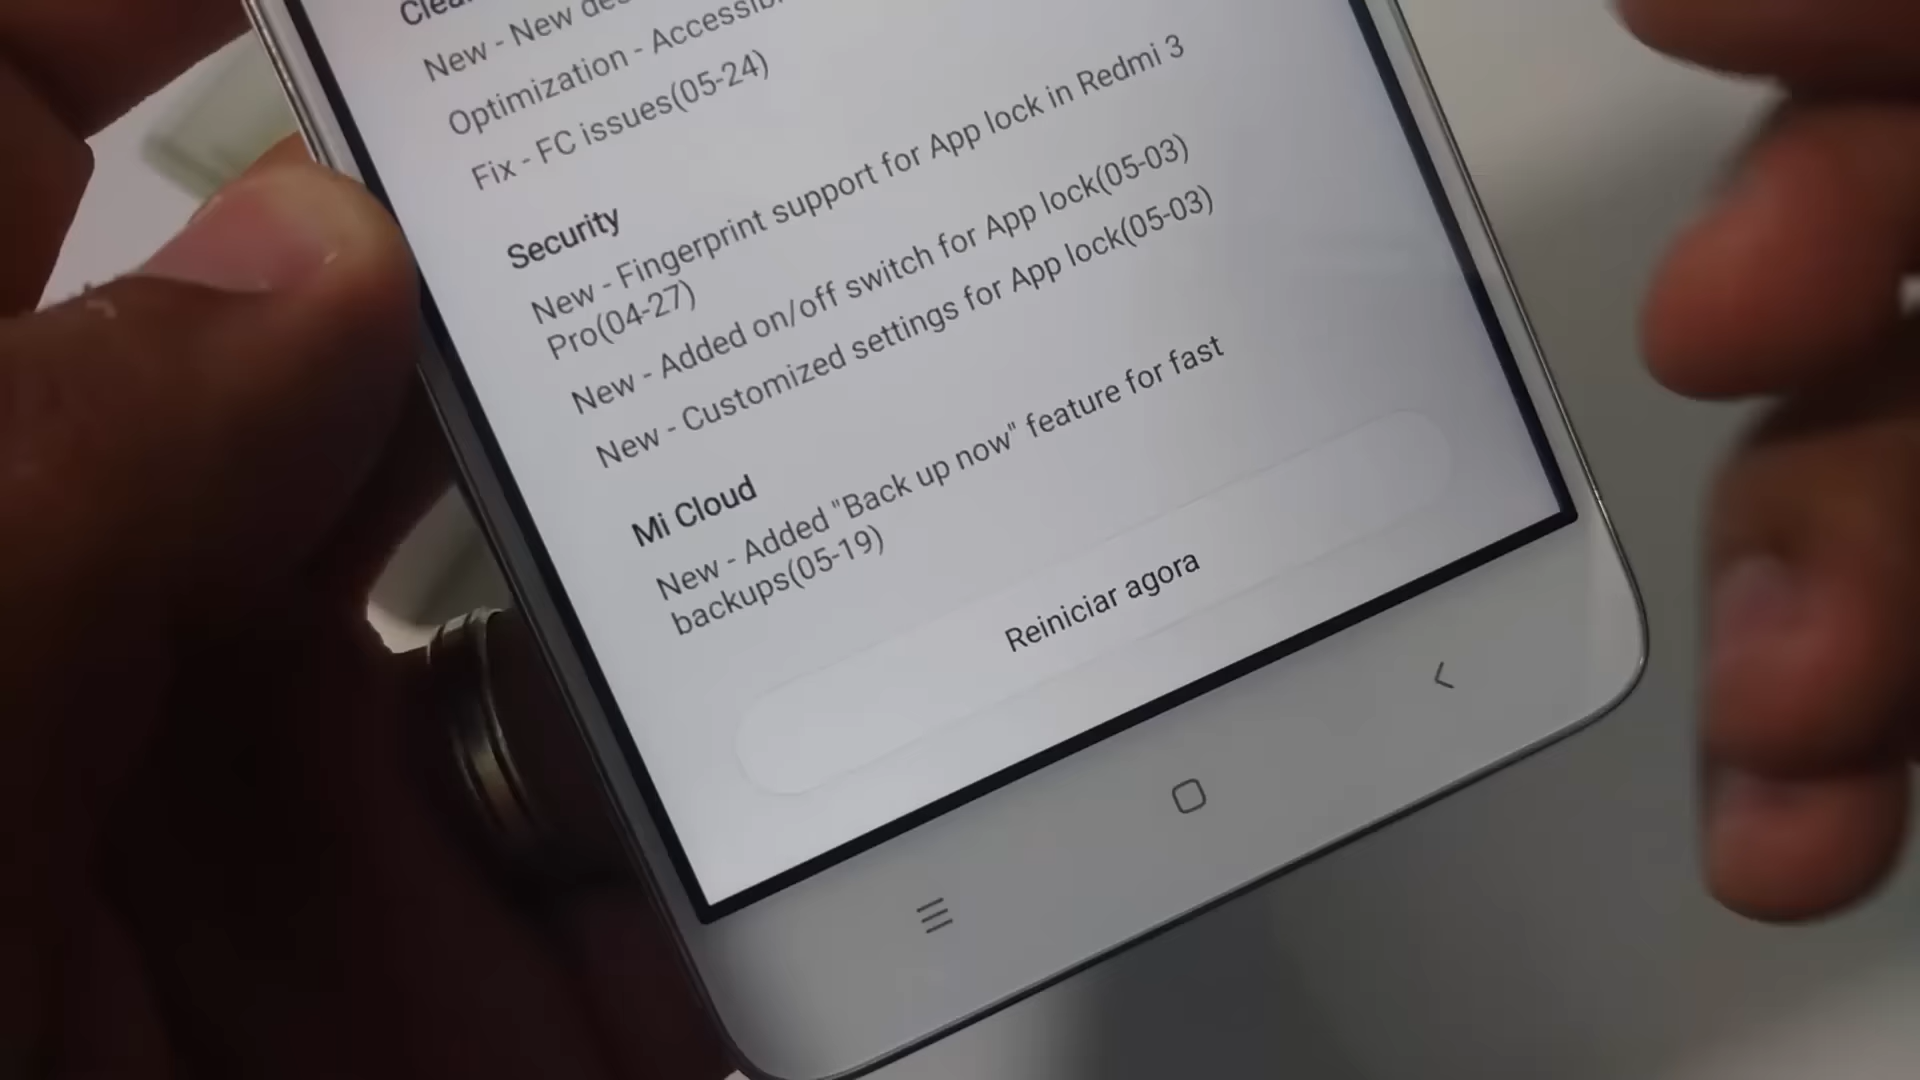 New - New
Optimization -
Fix - FC issues(05-24)
Security
New - Fingerprint support for App lock in Redmi 3
Pro(04-27)
New - Added on/off switch for App lock(05-03)
New - Customized settings for App lock(05-03)
Mi Cloud
New - Added "Back up now" feature for fast
backups(05-19)
Reiniciar agora